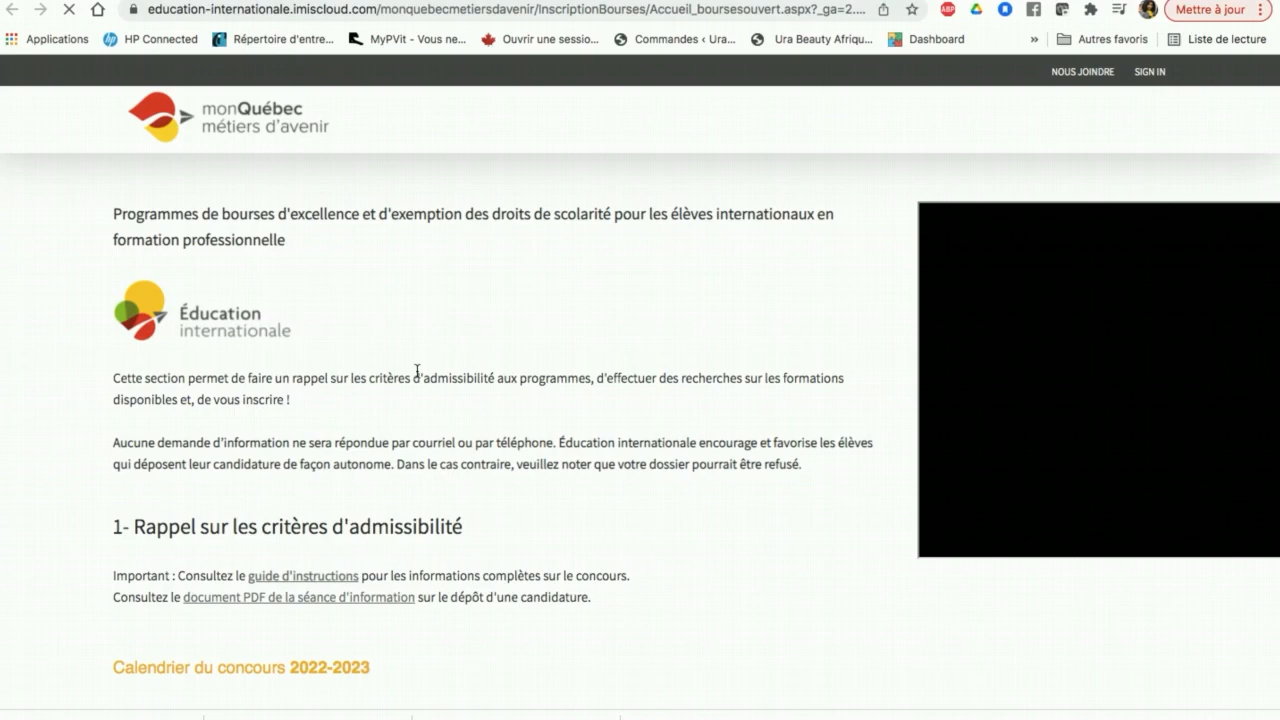 education-internationale.imiscloud.com/monquebecmetiersdavenir/InscriptionBourses/Accueil_boursesouvert.aspx?_ga=2....
ABP
Mettre à jour
Applications
HP Connected
Répertoire d'entre...
MyPVit - Vous ne...
Ouvrir une sessio...
Commandes ‹ Ura...
Ura Beauty Afriqu...
Dashboard
»
Autres favoris
Liste de lecture
NOUS JOINDRE
SIGN IN
monQuébec
métiers d'avenir
Programmes de bourses d'excellence et d'exemption des droits de scolarité pour les élèves internationaux en
formation professionnelle
Éducation
internationale
Cette section permet de faire un rappel sur les critères d'admissibilité aux programmes, d'effectuer des recherches sur les formations
disponibles et, de vous inscrire !
Aucune demande d'information ne sera répondue par courriel ou par téléphone. Éducation internationale encourage et favorise les élèves
qui déposent leur candidature de façon autonome. Dans le cas contraire, veuillez noter que votre dossier pourrait être refusé.
1- Rappel sur les critères d'admissibilité
Important : Consultez le guide d'instructions pour les informations complètes sur le concours.
Consultez le document PDF de la séance d'information sur le dépôt d'une candidature.
Calendrier du concours 2022-2023